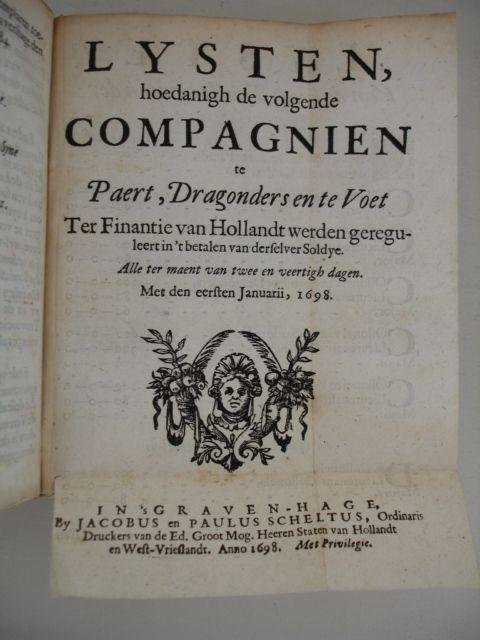 LYSTEN,
hoedanigh de volgende
COMPAGNIEN
te
Paert, Dragonders en te Voet
Ter Finantie van Hollandt werden geregu-
leert in 't betalen van derselver Soldye.
Alle ter maent van twee en veertigh dagen.
Met den eersten Januarii, 1698.
IN 'sGRAVEN-HAGE,
By JACOBUS en PAULUS SCHELTUS, Ordinaris
Druckers van de Ed. Groot Mog. Heeren Staten van Hollandt
en West-Vrieslandt. Anno 1698. Met Privilegie.